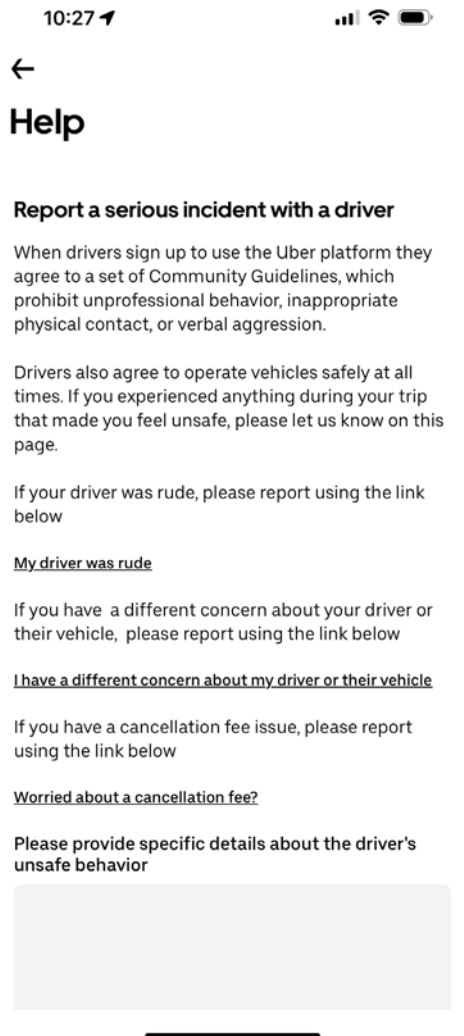 10:27
Help
Report a serious incident with a driver
When drivers sign up to use the Uber platform they
agree to a set of Community Guidelines, which
prohibit unprofessional behavior, inappropriate
physical contact, or verbal aggression.
Drivers also agree to operate vehicles safely at all
times. If you experienced anything during your trip
that made you feel unsafe, please let us know on this
page.
If your driver was rude, please report using the link
below
My driver was rude
If you have  a different concern about your driver or
their vehicle,  please report using the link below
I have a different concern about my driver or their vehicle
If you have a cancellation fee issue, please report
using the link below
Worried about a cancellation fee?
Please provide specific details about the driver's
unsafe behavior